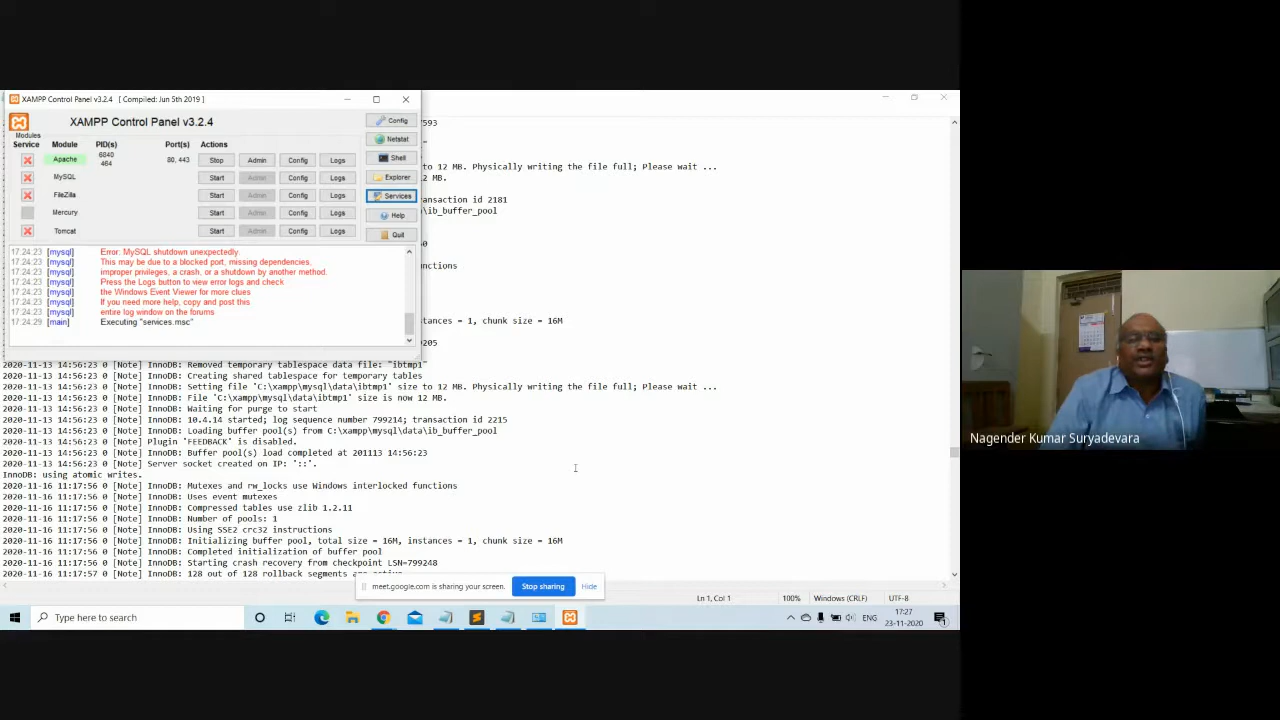 XAMPP Control Panel v3.2.4 [ Compiled: Jun 5th 2019 ]
XAMPP Control Panel v3.2.4
Config
Modules
Service Module PID(s) Port(s) Actions
Netstat
Apache 6840 464 80, 443 Stop Admin Config Logs
Shell
MySQL Start Admin Config Logs
Explorer
FileZilla Start Admin Config Logs
Services
Mercury Start Admin Config Logs
Help
Tomcat Start Admin Config Logs
Quit
17:24:23 [mysql] Error: MySQL shutdown unexpectedly.
17:24:23 [mysql] This may be due to a blocked port, missing dependencies,
17:24:23 [mysql] improper privileges, a crash, or a shutdown by another method.
17:24:23 [mysql] Press the Logs button to view error logs and check
17:24:23 [mysql] the Windows Event Viewer for more clues
17:24:23 [mysql] If you need more help, copy and post this
17:24:23 [mysql] entire log window on the forums
17:24:29 [main] Executing "services.msc"
7593
to 12 MB. Physically writing the file full; Please wait ...
2 MB.
ransaction id 2181
\ib_buffer_pool
nctions
stances = 1, chunk size = 16M
9205
2020-11-13 14:56:23 0 [Note] InnoDB: Removed temporary tablespace data file: "ibtmp1"
2020-11-13 14:56:23 0 [Note] InnoDB: Creating shared tablespace for temporary tables
2020-11-13 14:56:23 0 [Note] InnoDB: Setting file 'C:\xampp\mysql\data\ibtmp1' size to 12 MB. Physically writing the file full; Please wait ...
2020-11-13 14:56:23 0 [Note] InnoDB: File 'C:\xampp\mysql\data\ibtmp1' size is now 12 MB.
2020-11-13 14:56:23 0 [Note] InnoDB: Waiting for purge to start
2020-11-13 14:56:23 0 [Note] InnoDB: 10.4.14 started; log sequence number 799214; transaction id 2215
2020-11-13 14:56:23 0 [Note] InnoDB: Loading buffer pool(s) from C:\xampp\mysql\data\ib_buffer_pool
2020-11-13 14:56:23 0 [Note] Plugin 'FEEDBACK' is disabled.
2020-11-13 14:56:23 0 [Note] InnoDB: Buffer pool(s) load completed at 201113 14:56:23
2020-11-13 14:56:23 0 [Note] Server socket created on IP: '::'.
InnoDB: using atomic writes.
2020-11-16 11:17:56 0 [Note] InnoDB: Mutexes and rw_locks use Windows interlocked functions
2020-11-16 11:17:56 0 [Note] InnoDB: Uses event mutexes
2020-11-16 11:17:56 0 [Note] InnoDB: Compressed tables use zlib 1.2.11
2020-11-16 11:17:56 0 [Note] InnoDB: Number of pools: 1
2020-11-16 11:17:56 0 [Note] InnoDB: Using SSE2 crc32 instructions
2020-11-16 11:17:56 0 [Note] InnoDB: Initializing buffer pool, total size = 16M, instances = 1, chunk size = 16M
2020-11-16 11:17:56 0 [Note] InnoDB: Completed initialization of buffer pool
2020-11-16 11:17:56 0 [Note] InnoDB: Starting crash recovery from checkpoint LSN=799248
2020-11-16 11:17:57 0 [Note] InnoDB: 128 out of 128 rollback segments are
meet.google.com is sharing your screen. Stop sharing Hide
Ln 1, Col 1 100% Windows (CRLF) UTF-8
Type here to search
ENG 17:27
23-11-2020
Nagender Kumar Suryadevara